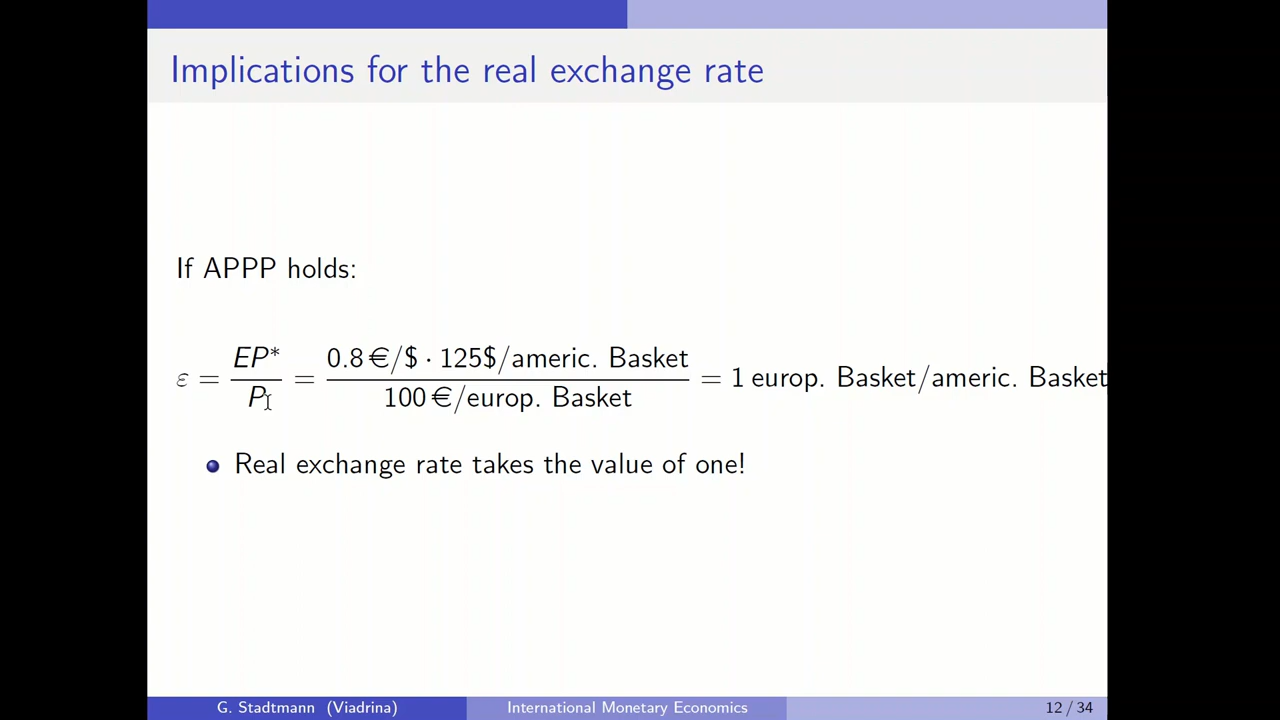 Implications for the real exchange rate
If APPP holds:
ε = EP* / P = 0.8 €/$ · 125$/americ. Basket / 100 €/europ. Basket = 1 europ. Basket/americ. Basket
Real exchange rate takes the value of one!
G. Stadtmann (Viadrina) International Monetary Economics 12 / 34